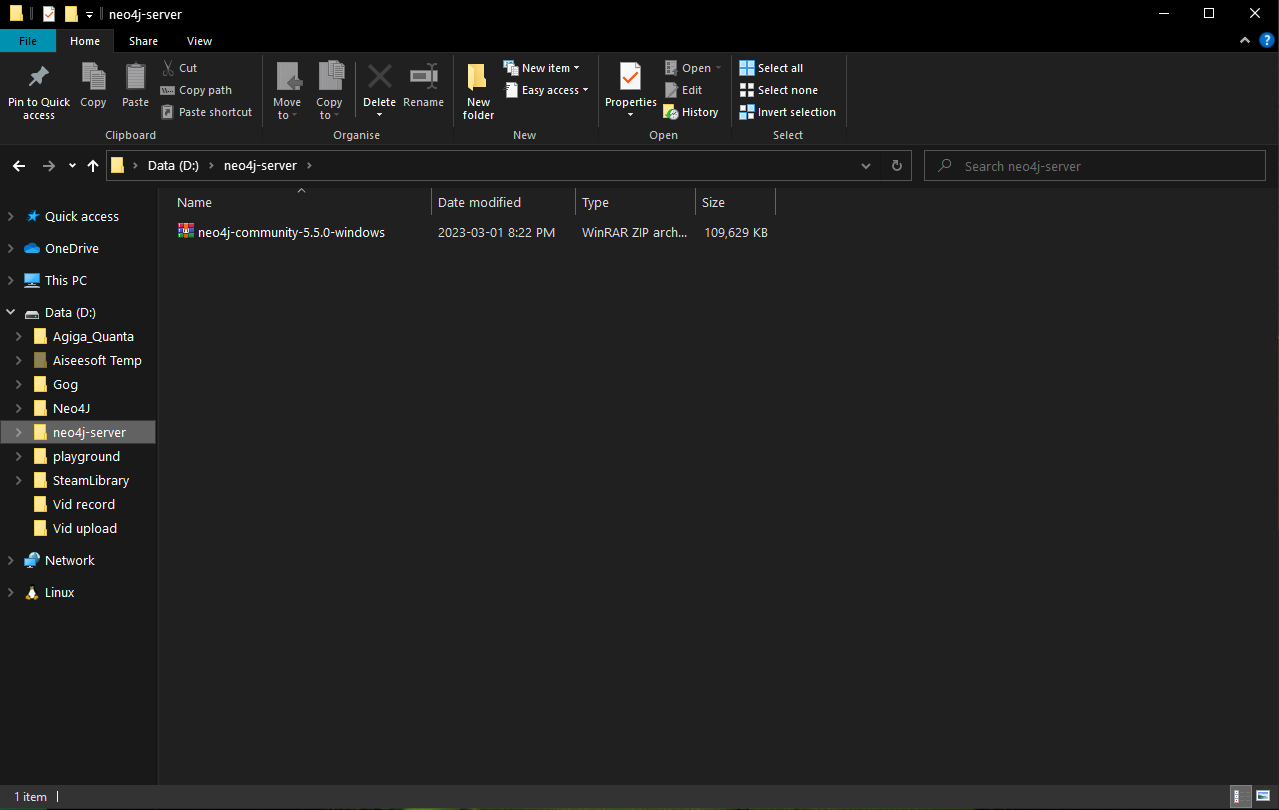 neo4j-server
File Home Share View
Pin to Quick access
Copy
Paste
Cut
Copy path
Paste shortcut
Clipboard
Move to
Copy to
Delete
Rename
Organise
New folder
New item
Easy access
New
Properties
Open
Edit
History
Open
Select all
Select none
Invert selection
Select
Data (D:) neo4j-server
Search neo4j-server
Quick access
OneDrive
This PC
Data (D:)
Agiga_Quanta
Aiseesoft Temp
Gog
Neo4J
neo4j-server
playground
SteamLibrary
Vid record
Vid upload
Network
Linux
Name Date modified Type Size
neo4j-community-5.5.0-windows 2023-03-01 8:22 PM WinRAR ZIP arch... 109,629 KB
1 item